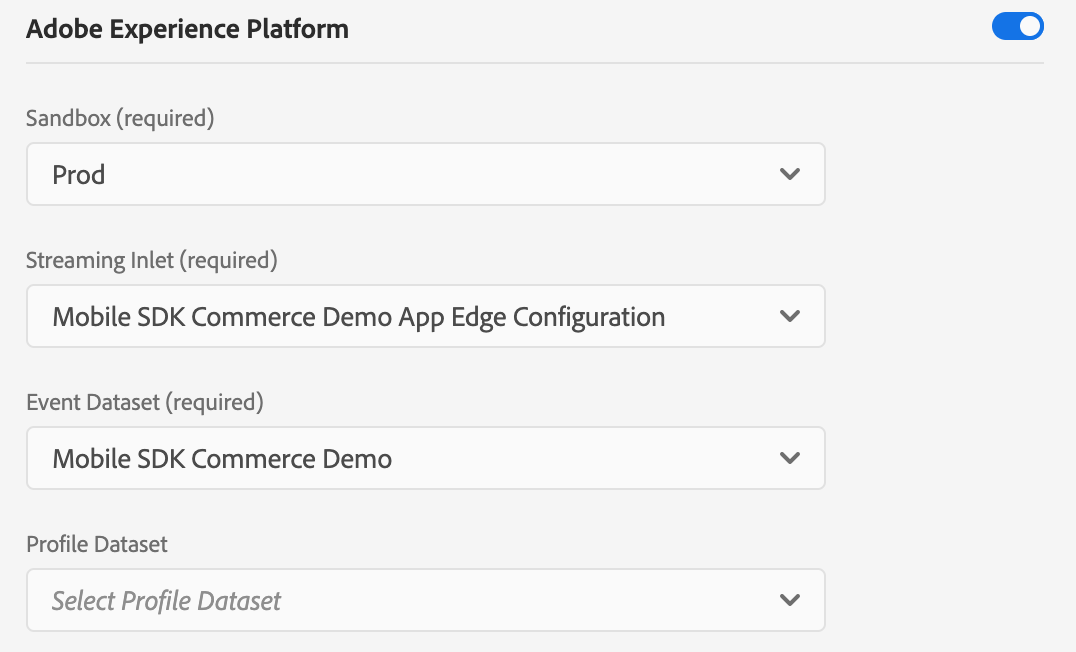 Adobe Experience Platform
Sandbox (required)
Prod
Streaming Inlet (required)
Mobile SDK Commerce Demo App Edge Configuration
Event Dataset (required)
Mobile SDK Commerce Demo
Profile Dataset
Select Profile Dataset